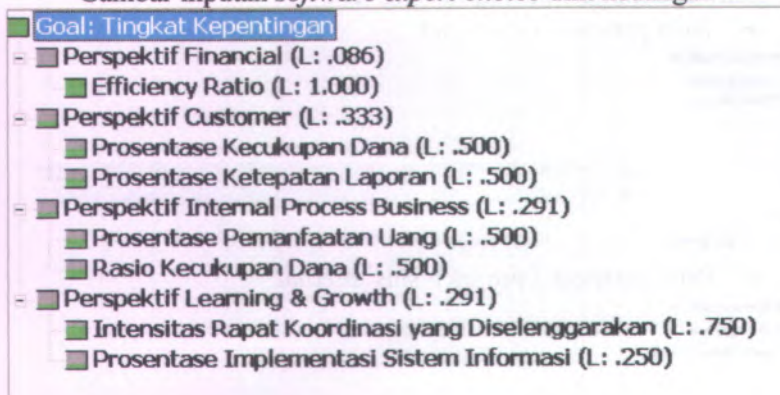 Goal: Tingkat Kepentingan
Perspektif Financial (L: .086)
Efficiency Ratio (L: 1.000)
Perspektif Customer (L: .333)
Prosentase Kecukupan Dana (L: .500)
Prosentase Ketepatan Laporan (L: .500)
Perspektif Internal Process Business (L: .291)
Prosentase Pemanfaatan Uang (L: .500)
Rasio Kecukupan Dana (L: .500)
Perspektif Learning & Growth (L: .291)
Intensitas Rapat Koordinasi yang Diselenggarakan (L: .750)
Prosentase Implementasi Sistem Informasi (L: .250)